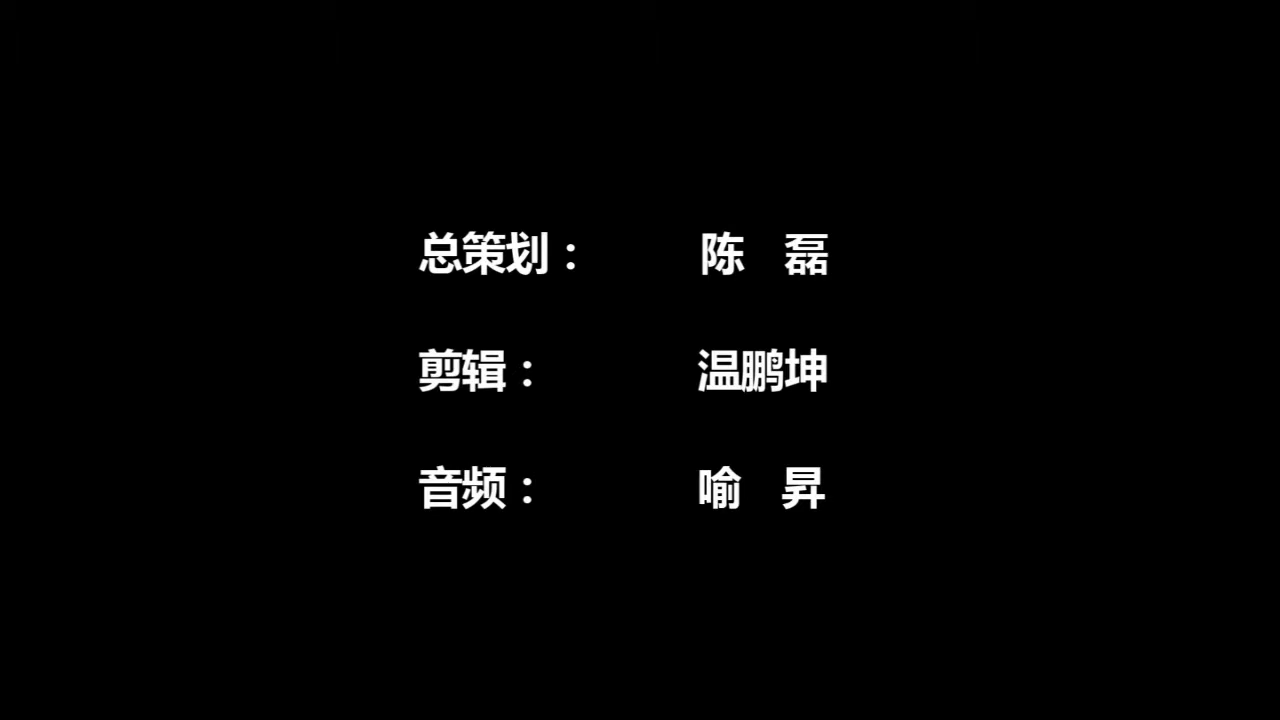 总策划： 陈 磊
剪辑： 温鹏坤
音频： 喻 昇